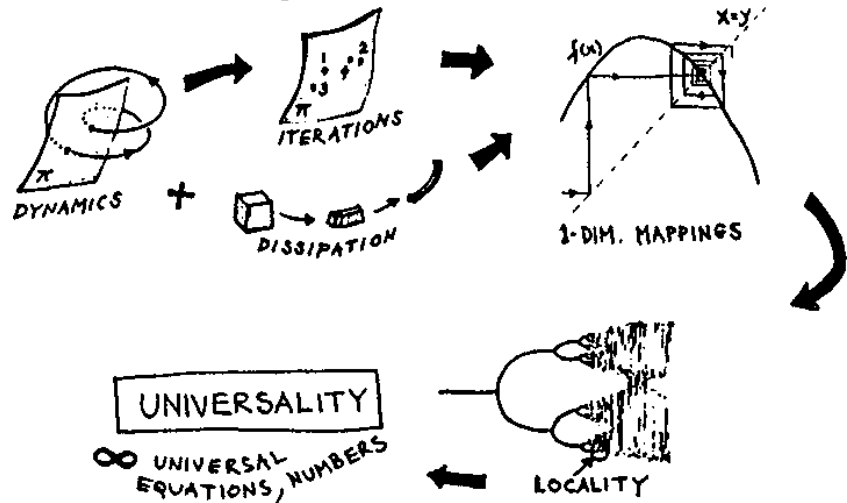 π
DYNAMICS
+
1 2
3
π
ITERATIONS
DISSIPATION
X=Y
f(x)
1-DIM. MAPPINGS
LOCALITY
UNIVERSALITY
∞ UNIVERSAL
EQUATIONS, NUMBERS